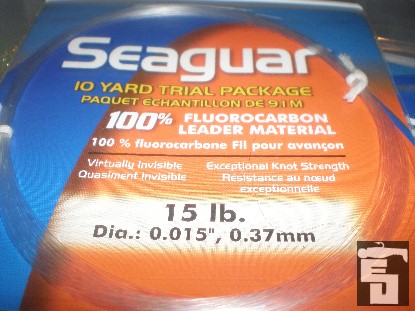 Seaguar
10 YARD TRIAL PACKAGE
PAQUET ECHANTILLON DE 9.1 M
100% FLUOROCARBON
LEADER MATERIAL
100 % fluorocarbone Fil pour avançon
Virtually Invisible
Quasiment Invisible
Exceptional Knot Strength
Résistance au nœud
exceptionnelle
15 lb.
Dia.: 0.015", 0.37mm